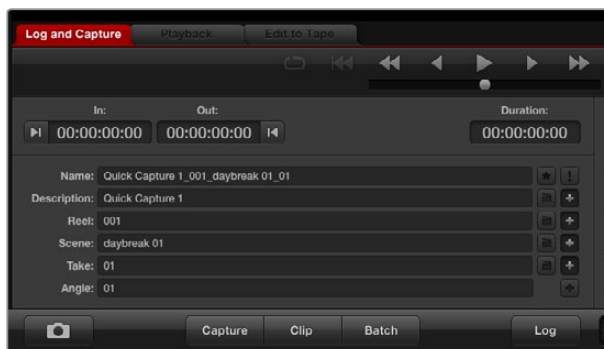 Log and Capture Playback Edit to Tape
In: Out: Duration:
00:00:00:00 00:00:00:00 00:00:00:00
Name: Quick Capture 1_001_daybreak 01_01
Description: Quick Capture 1
Reel: 001
Scene: daybreak 01
Take: 01
Angle: 01
Capture Clip Batch Log